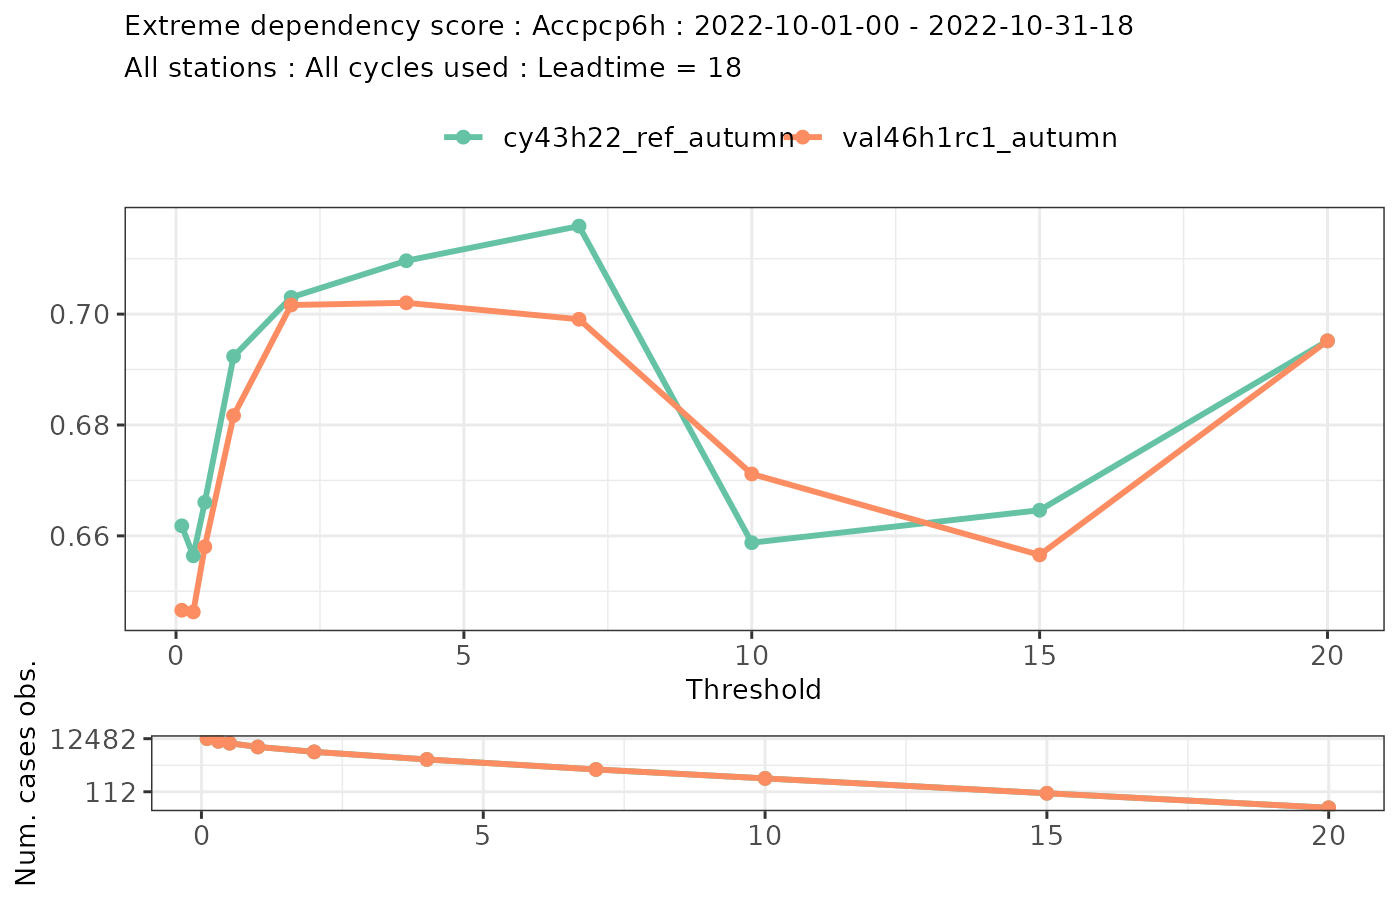 Extreme dependency score : Accpcp6h : 2022-10-01-00 - 2022-10-31-18
All stations : All cycles used : Leadtime = 18
cy43h22_ref_autumn val46h1rc1_autumn
0.70
0.68
0.66
0 5 10 15 20
Threshold
Num. cases obs.
12482
112
0 5 10 15 20